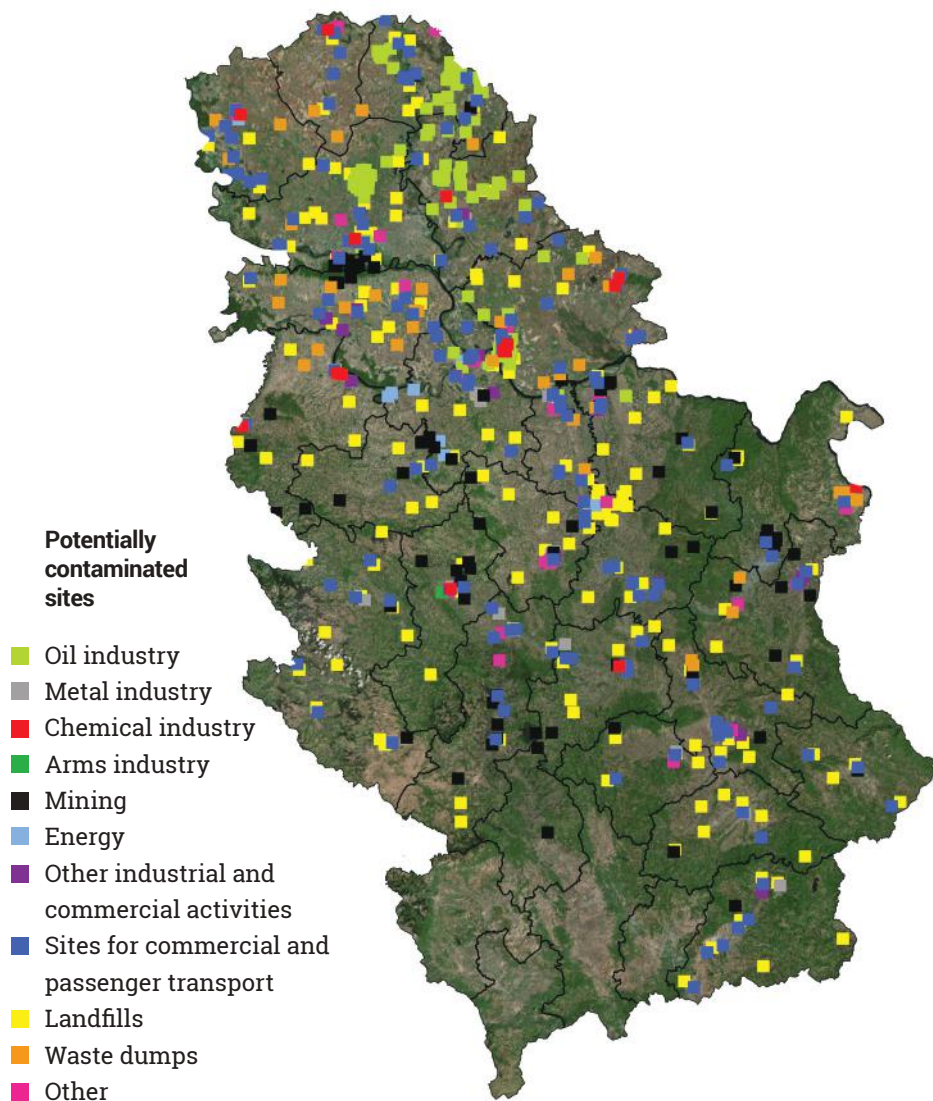 Potentially
contaminated
sites
Oil industry
Metal industry
Chemical industry
Arms industry
Mining
Energy
Other industrial and
commercial activities
Sites for commercial and
passenger transport
Landfills
Waste dumps
Other